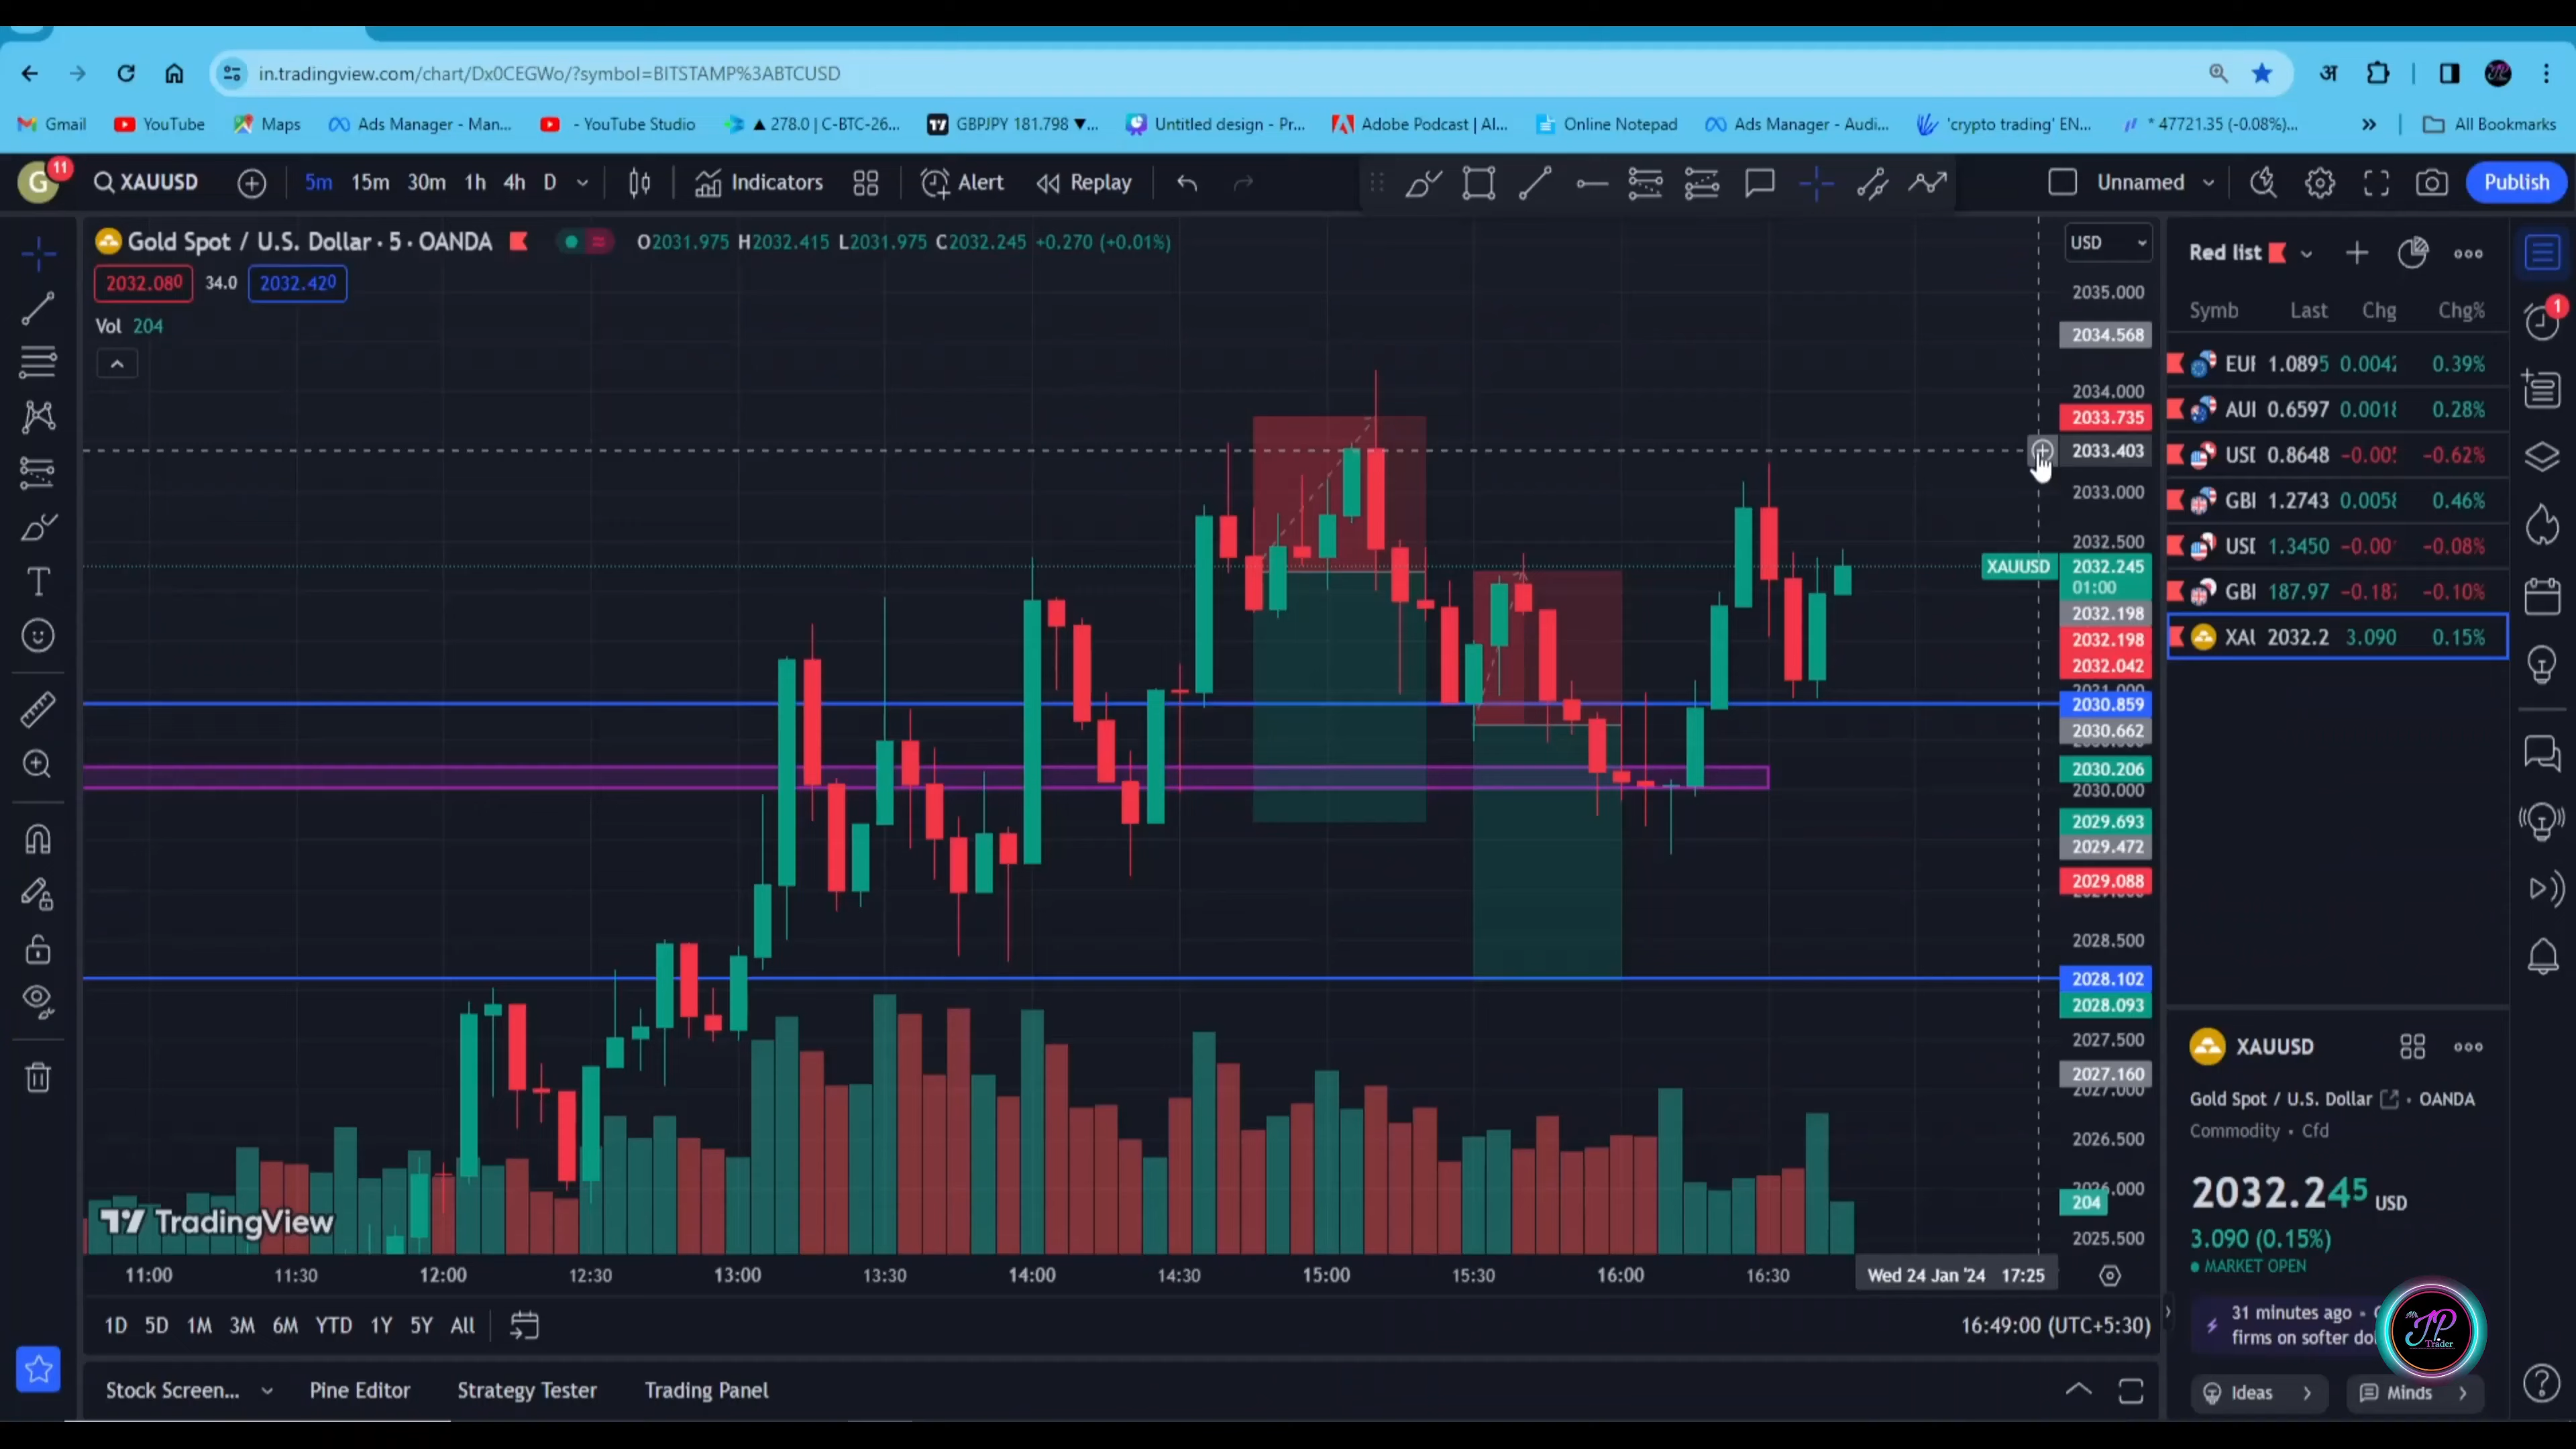 in.tradingview.com/chart/Dx0CEGWo/?symbol=BITSTAMP%3ABTCUSD
अ
Gmail YouTube Maps Ads Manager - Man... - YouTube Studio ▲ 278.0 | C-BTC-26... GBPJPY 181.798 ▼... Untitled design - Pr... Adobe Podcast | AI... Online Notepad Ads Manager - Audi... 'crypto trading' EN... * 47721.35 (-0.08%)... » All Bookmarks
G 11 XAUUSD 5m 15m 30m 1h 4h D Indicators Alert Replay Unnamed Publish
Gold Spot / U.S. Dollar · 5 · OANDA O2031.975 H2032.415 L2031.975 C2032.245 +0.270 (+0.01%)
2032.080 34.0 2032.420
Vol 204
USD
2035.000
2034.568
2034.000
2033.735
2033.403
2033.000
2032.500
XAUUSD 2032.245
01:00
2032.198
2032.198
2032.042
2030.859
2030.662
2030.206
2030.000
2029.693
2029.472
2029.088
2028.500
2028.102
2028.093
2027.500
2027.160
2027.000
2026.500
2026.000
204
2025.500
TradingView
11:00 11:30 12:00 12:30 13:00 13:30 14:00 14:30 15:00 15:30 16:00 16:30 Wed 24 Jan '24 17:25
1D 5D 1M 3M 6M YTD 1Y 5Y All 16:49:00 (UTC+5:30)
Stock Screen... Pine Editor Strategy Tester Trading Panel
Red list
Symb Last Chg Chg%
1.0895 0.39%
0.6597 0.28%
0.8648 -0.62%
1.2743 0.46%
1.3450 -0.08%
187.97 -0.10%
2032.2 3.090 0.15%
1
XAUUSD
Gold Spot / U.S. Dollar · OANDA
Commodity • Cfd
2032.245 USD
3.090 (0.15%)
MARKET OPEN
31 minutes ago •
firms on softer
JP
Trader
Ideas Minds